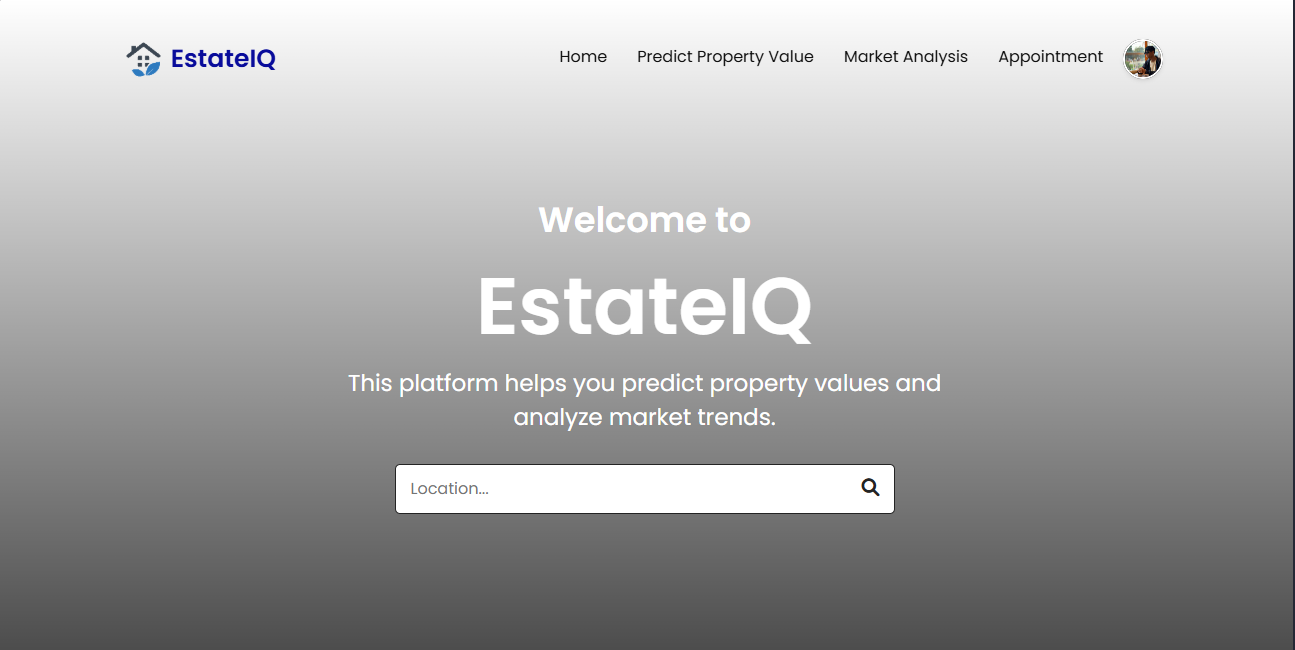 EstateIQ
Home Predict Property Value Market Analysis Appointment
Welcome to
EstateIQ
This platform helps you predict property values and
analyze market trends.
Location...